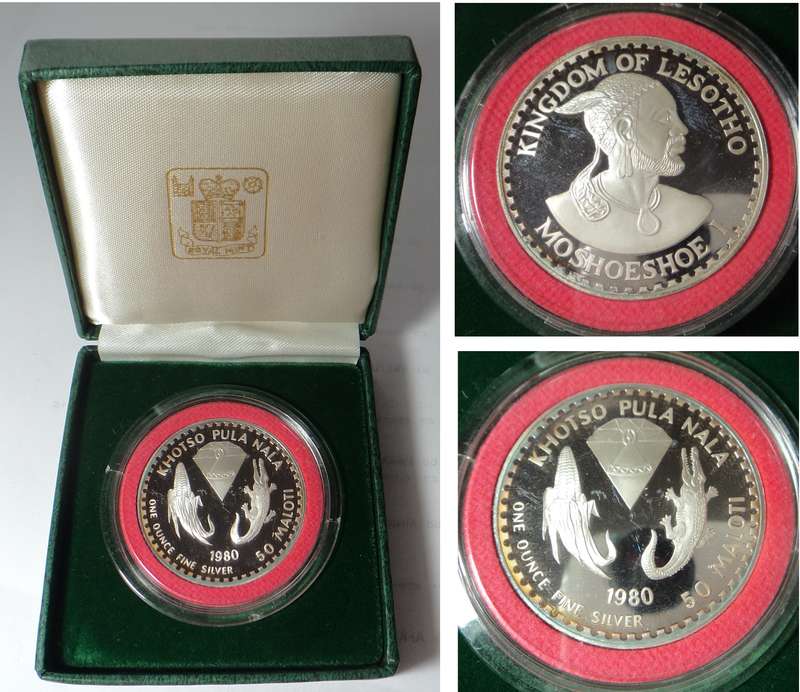 ROYAL MINT
KHOTSO PULA NALA
1980
ONE OUNCE FINE SILVER
50 MALOTI
KINGDOM OF LESOTHO
MOSHOESHOE I
KHOTSO PULA NALA
1980
ONE OUNCE FINE SILVER
50 MALOTI